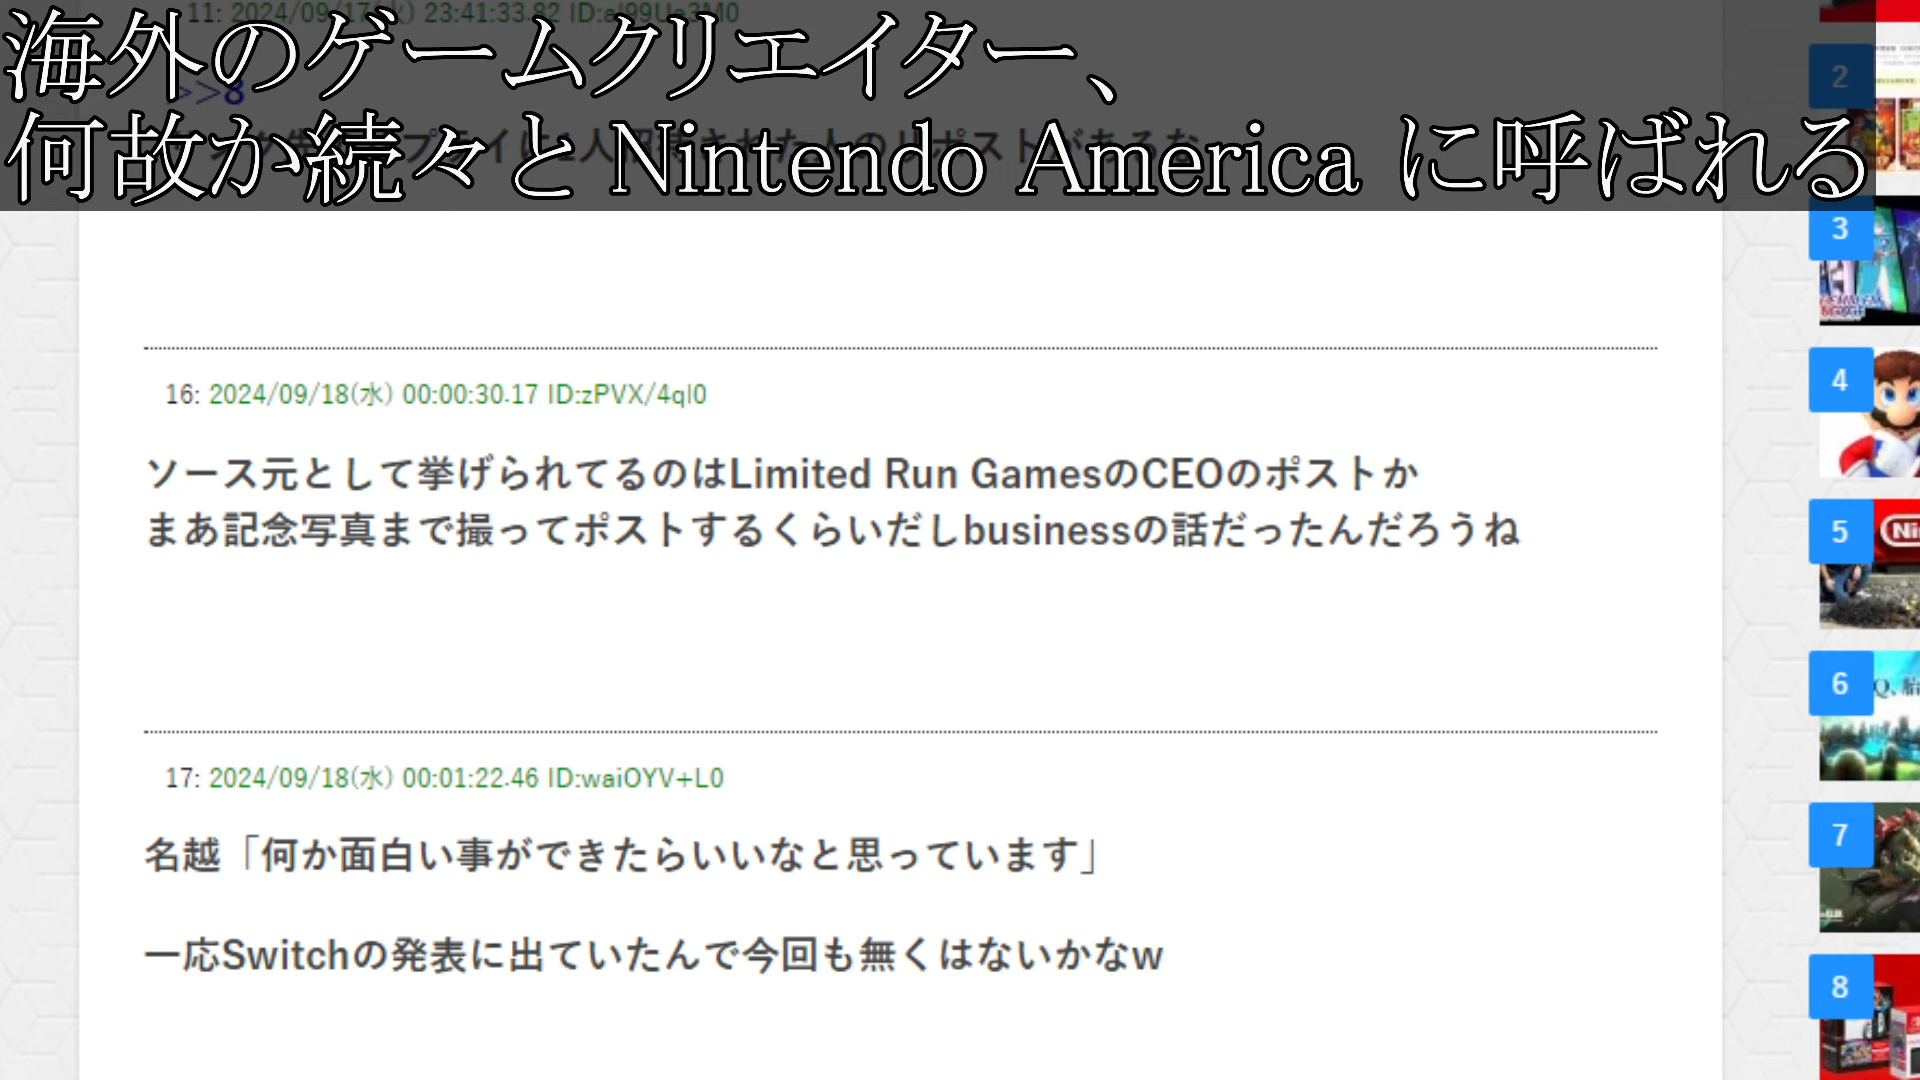 海外のゲームクリエイター、
何故か続々と Nintendo America に呼ばれる
>>8
16: 2024/09/18(水) 00:00:30.17 ID:zPVX/4ql0
ソース元として挙げられてるのはLimited Run GamesのCEOのポストか
まあ記念写真まで撮ってポストするくらいだしbusinessの話だったんだろうね
17: 2024/09/18(水) 00:01:22.46 ID:waiOYV+L0
名越「何か面白い事ができたらいいなと思っています」
一応Switchの発表に出ていたんで今回も無くはないかなw
2
3
4
5
6
7
8